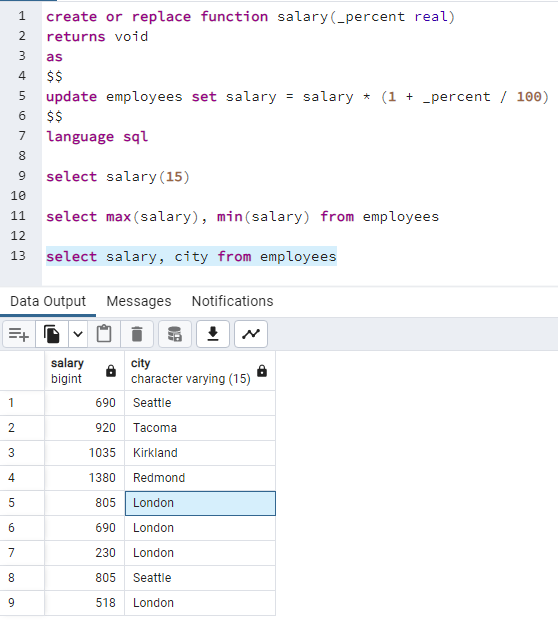 1 create or replace function salary(_percent real)
2 returns void
3 as
4 $$
5 update employees set salary = salary * (1 + _percent / 100)
6 $$
7 language sql
8
9 select salary(15)
10
11 select max(salary), min(salary) from employees
12
13 select salary, city from employees
Data Output Messages Notifications
salary city
bigint character varying (15)
1 690 Seattle
2 920 Tacoma
3 1035 Kirkland
4 1380 Redmond
5 805 London
6 690 London
7 230 London
8 805 Seattle
9 518 London